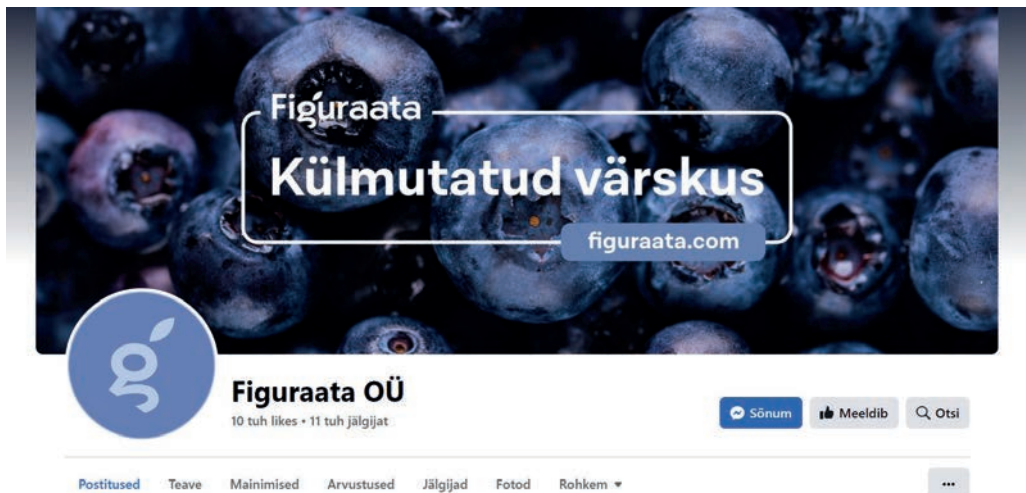 Figuraata
Külmutatud värskus
figuraata.com
g
Figuraata OÜ
10 tuh likes • 11 tuh jälgijat
Sõnum Meeldib Otsi
Postitused Teave Mainimised Arvustused Jälgijad Fotod Rohkem ▾ ...